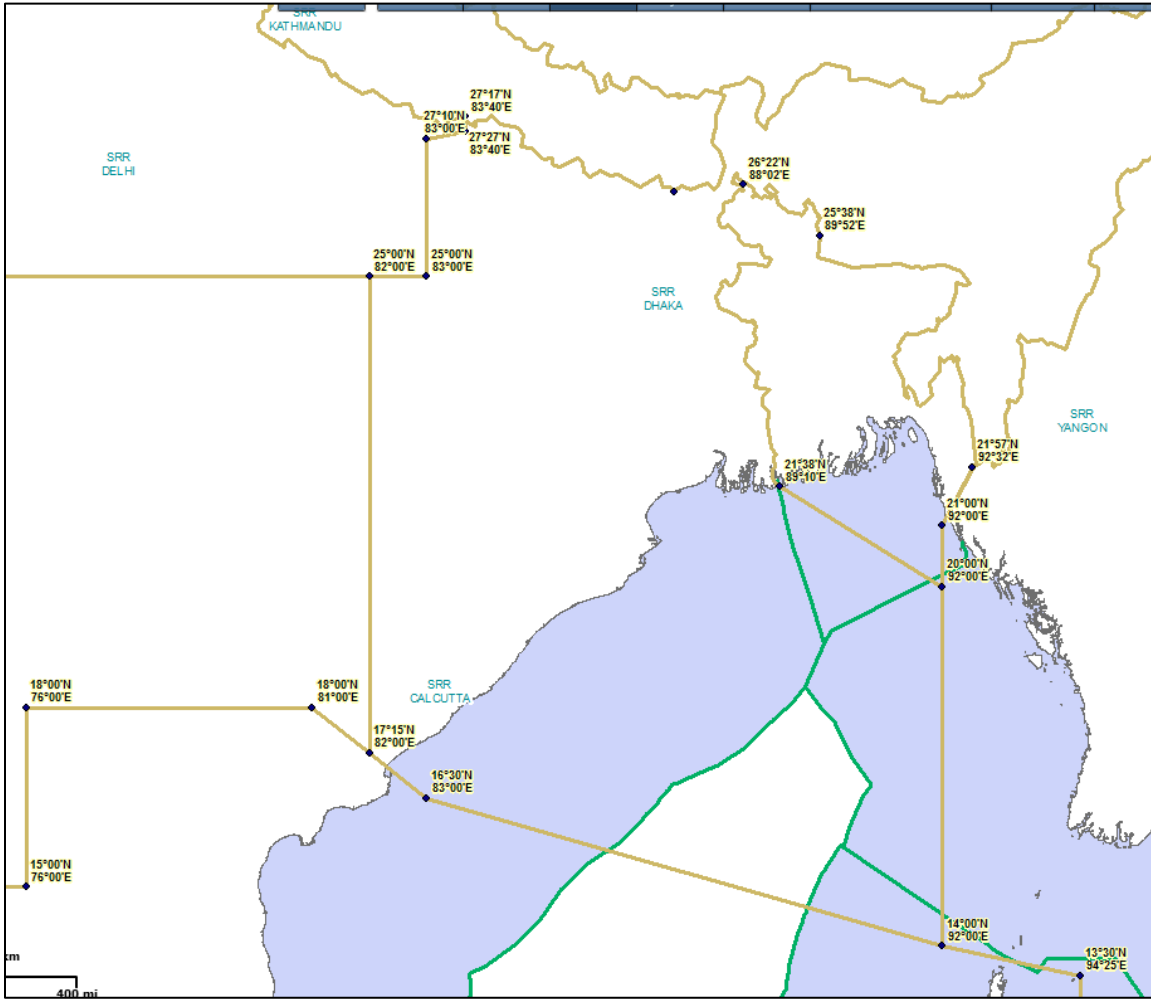 SRR
KATHMANDU
27°17'N
83°40'E
27°10'N
83°00'E
27°27'N
83°40'E
SRR
DELHI
26°22'N
88°02'E
25°38'N
89°52'E
25°00'N
82°00'E
25°00'N
83°00'E
SRR
DHAKA
SRR
YANGON
21°57'N
92°32'E
21°38'N
89°10'E
21°00'N
92°00'E
20°00'N
92°00'E
18°00'N
76°00'E
18°00'N
81°00'E
SRR
CALCUTTA
17°15'N
82°00'E
16°30'N
83°00'E
15°00'N
76°00'E
14°00'N
92°00'E
13°30'N
94°25'E
km
400 mi